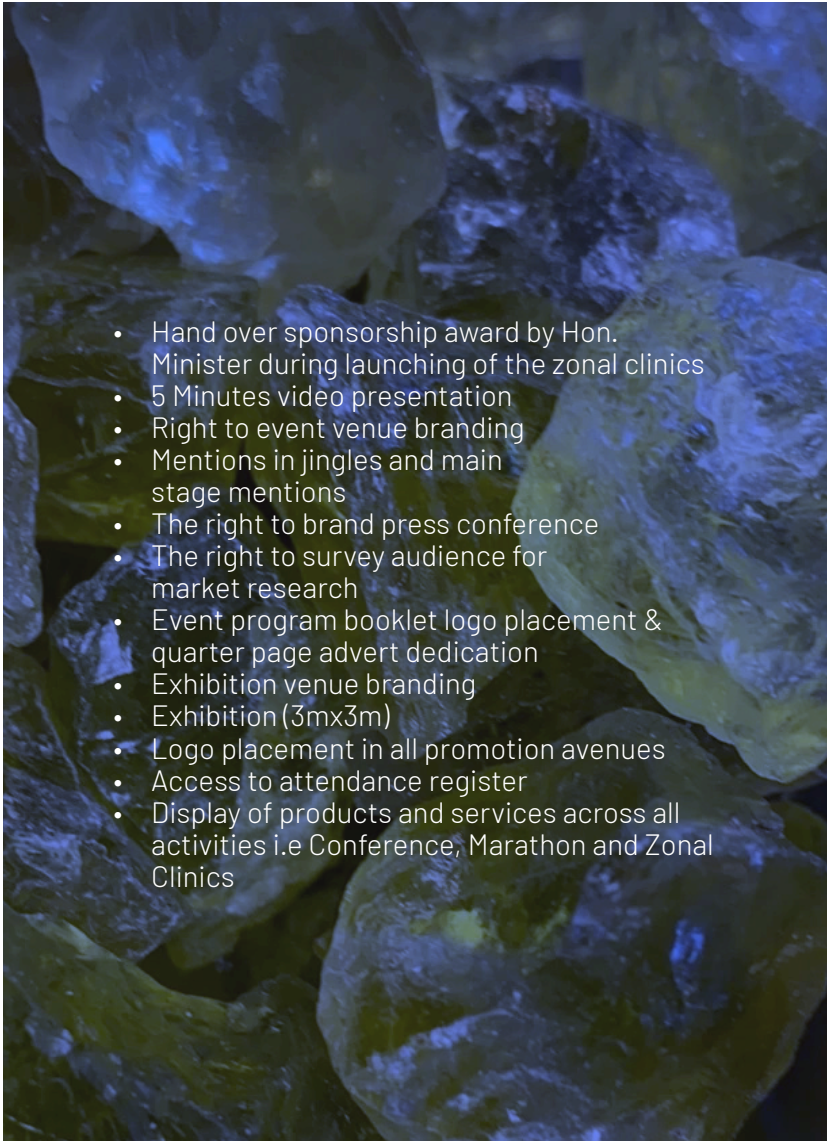 • Hand over sponsorship award by Hon.
Minister during launching of the zonal clinics
• 5 Minutes video presentation
• Right to event venue branding
• Mentions in jingles and main
stage mentions
• The right to brand press conference
• The right to survey audience for
market research
• Event program booklet logo placement &
quarter page advert dedication
• Exhibition venue branding
• Exhibition (3mx3m)
• Logo placement in all promotion avenues
• Access to attendance register
• Display of products and services across all
activities i.e Conference, Marathon and Zonal
Clinics